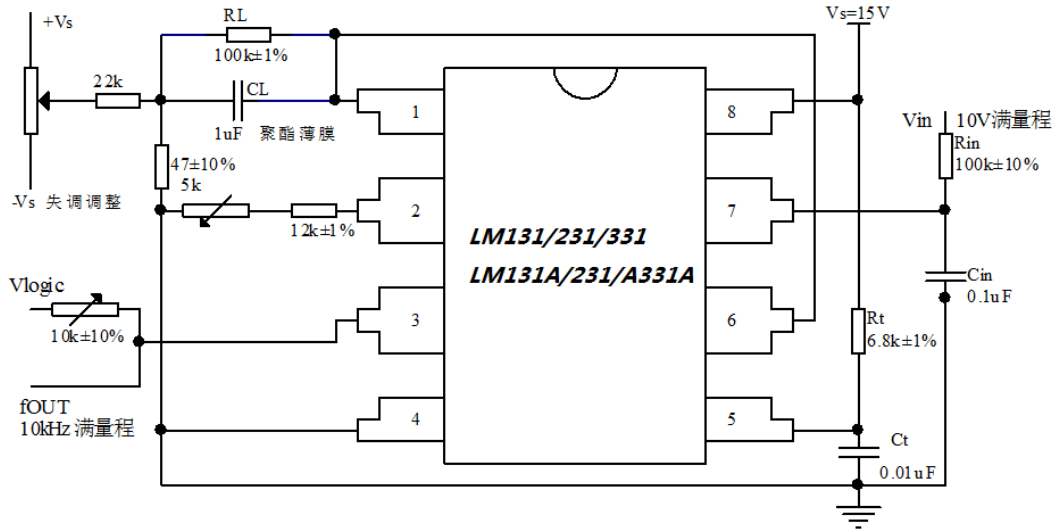 +Vs
RL
100k±1%
Vs=15V
22k
CL
1uF 聚酯薄膜
1
8
Vin 10V满量程
Rin
100k±10%
47±10%
5k
-Vs 失调调整
12k±1%
2
7
LM131/231/331
LM131A/231/A331A
Cin
0.1uF
Vlogic
10k±10%
3
6
Rt
6.8k±1%
fOUT
10kHz 满量程
4
5
Ct
0.01uF